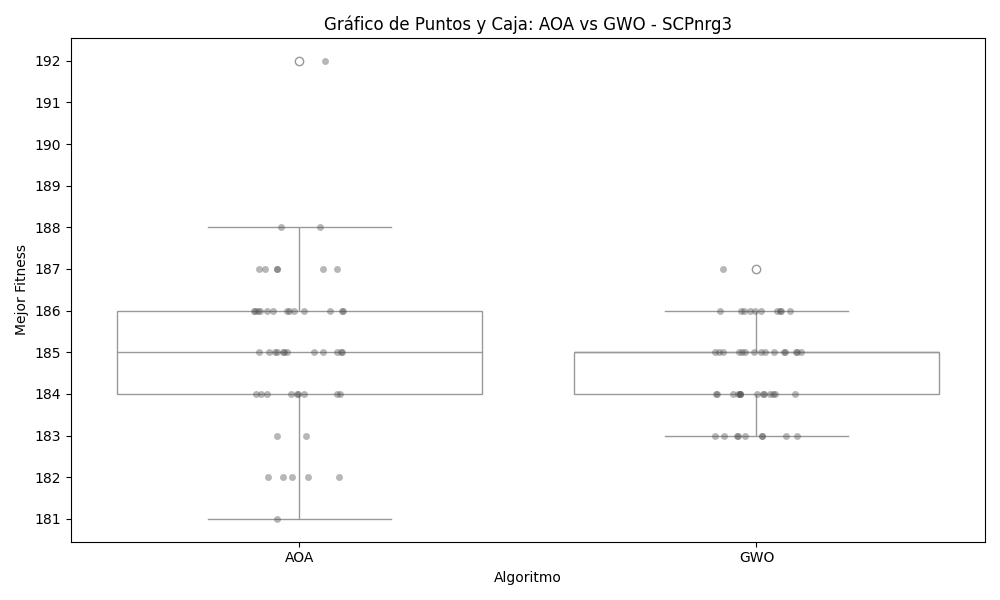 Gráfico de Puntos y Caja: AOA vs GWO - SCPnrg3
Mejor Fitness
192
191
190
189
188
187
186
185
184
183
182
181
AOA
GWO
Algoritmo